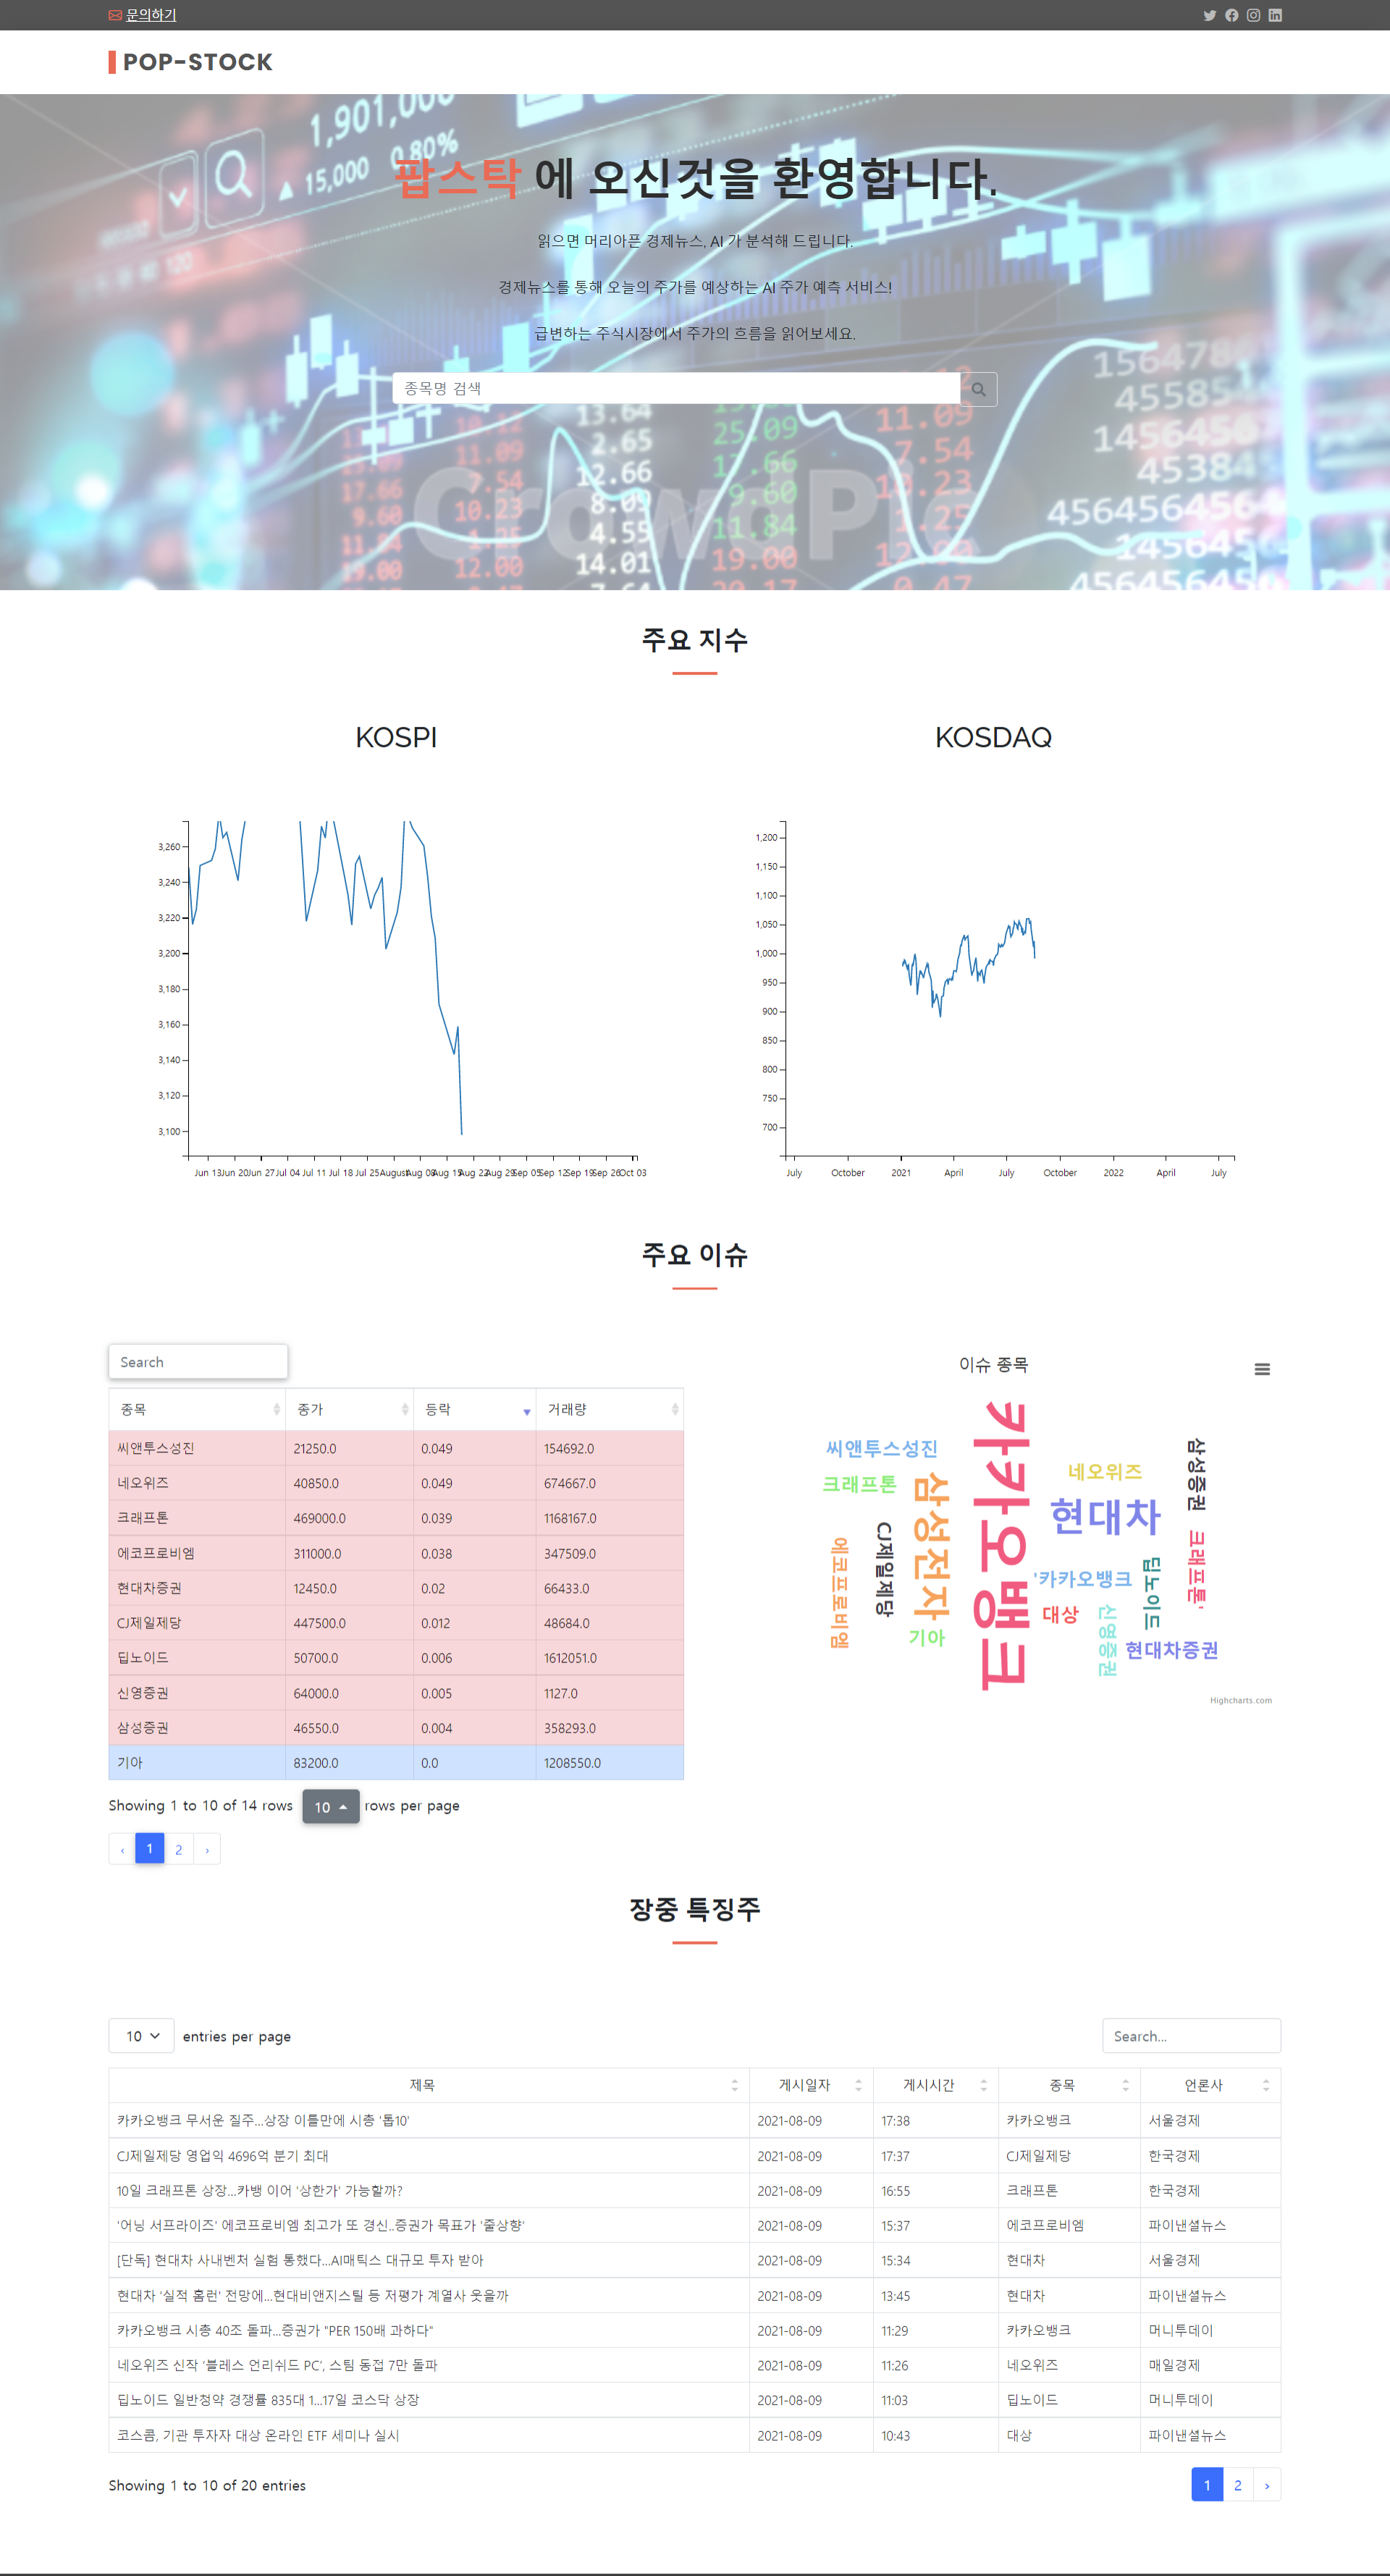 문의하기
POP-STOCK
1,901,000
15,000 0.80%
팝스탁 에 오신것을 환영합니다.
읽으면 머리아픈 경제뉴스, AI 가 분석해 드립니다.
경제뉴스를 통해 오늘의 주가를 예상하는 AI 주가 예측 서비스!
급변하는 주식시장에서 주가의 흐름을 읽어보세요.
종목명 검색
주요 지수
KOSPI
KOSDAQ
3,260
3,240
3,220
3,200
3,180
3,160
3,140
3,120
3,100
Jun 13 Jun 20 Jun 27 Jul 04 Jul 11 Jul 18 Jul 25 August Aug 08 Aug 15 Aug 22 Aug 29 Sep 05 Sep 12 Sep 19 Sep 26 Oct 03
1,200
1,150
1,100
1,050
1,000
950
900
850
800
750
700
July October 2021 April July October 2022 April July
주요 이슈
Search
종목 종가 등락 거래량
씨앤투스성진 21250.0 0.049 154692.0
네오위즈 40850.0 0.049 674667.0
크래프톤 469000.0 0.039 1168167.0
에코프로비엠 311000.0 0.038 347509.0
현대차증권 12450.0 0.02 66433.0
CJ제일제당 447500.0 0.012 48684.0
딥노이드 50700.0 0.006 1612051.0
신영증권 64000.0 0.005 1127.0
삼성증권 46550.0 0.004 358293.0
기아 83200.0 0.0 1208550.0
Showing 1 to 10 of 14 rows 10 rows per page
‹ 1 2 ›
이슈 종목
카카오뱅크
삼성전자
현대차
씨앤투스성진
크래프톤
네오위즈
삼성증권
에코프로비엠
CJ제일제당
기아
'카카오뱅크
대상
신영증권
딥노이드
크래프톤'
현대차증권
Highcharts.com
장중 특징주
10 entries per page
Search...
제목 게시일자 게시시간 종목 언론사
카카오뱅크 무서운 질주...상장 이틀만에 시총 '톱10' 2021-08-09 17:38 카카오뱅크 서울경제
CJ제일제당 영업익 4696억 분기 최대 2021-08-09 17:37 CJ제일제당 한국경제
10일 크래프톤 상장...카뱅 이어 '상한가' 가능할까? 2021-08-09 16:55 크래프톤 한국경제
'어닝 서프라이즈' 에코프로비엠 최고가 또 경신..증권가 목표가 '줄상향' 2021-08-09 15:37 에코프로비엠 파이낸셜뉴스
[단독] 현대차 사내벤처 실험 통했다...AI매틱스 대규모 투자 받아 2021-08-09 15:34 현대차 서울경제
현대차 '실적 홈런' 전망에...현대비앤지스틸 등 저평가 계열사 웃을까 2021-08-09 13:45 현대차 파이낸셜뉴스
카카오뱅크 시총 40조 돌파...증권가 "PER 150배 과하다" 2021-08-09 11:29 카카오뱅크 머니투데이
네오위즈 신작 '블레스 언리쉬드 PC', 스팀 동접 7만 돌파 2021-08-09 11:26 네오위즈 매일경제
딥노이드 일반청약 경쟁률 835대 1...17일 코스닥 상장 2021-08-09 11:03 딥노이드 머니투데이
코스콤, 기관 투자자 대상 온라인 ETF 세미나 실시 2021-08-09 10:43 대상 파이낸셜뉴스
Showing 1 to 10 of 20 entries
1 2 ›